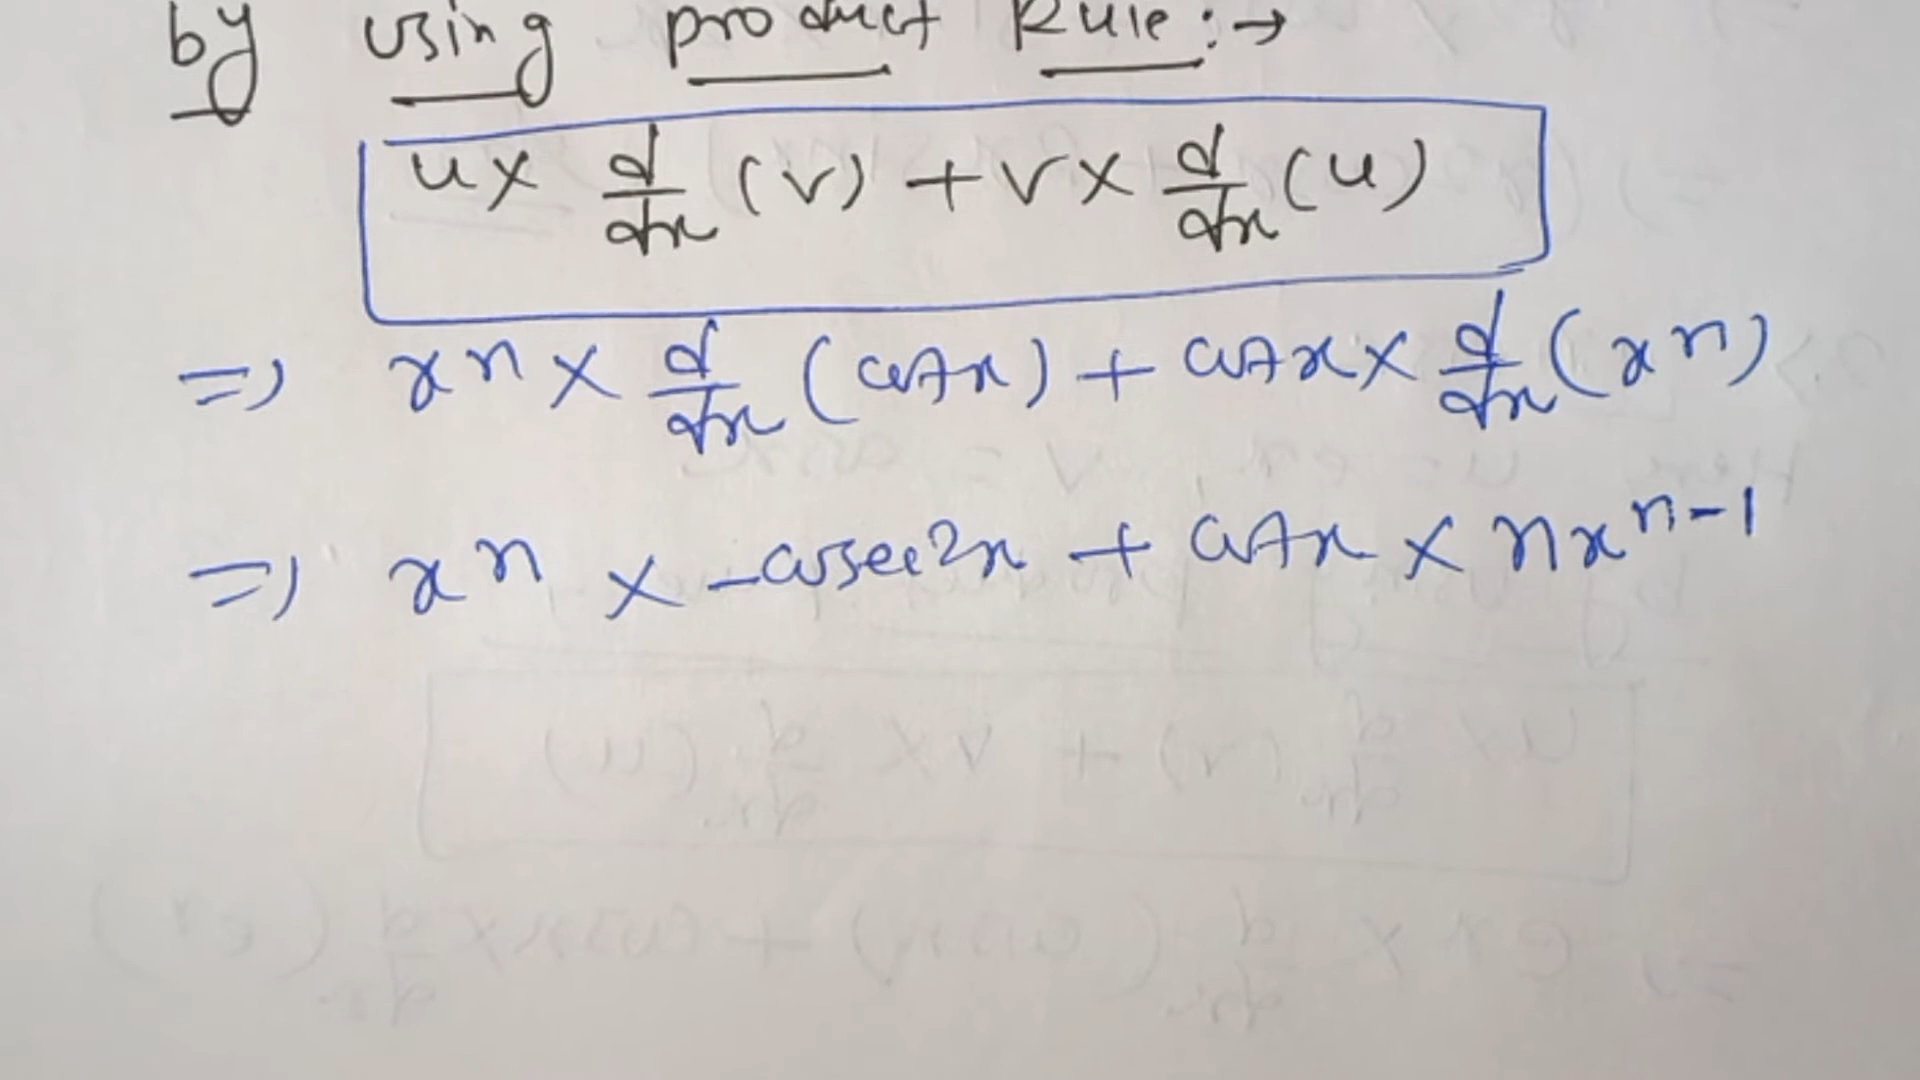 by using product Rule :→
u × d/dx (v) + v × d/dx (u)
=) xⁿ × d/dx (cotx) + cotx × d/dx (xⁿ)
=) xⁿ × -cosec2x + cotx × nxⁿ⁻¹